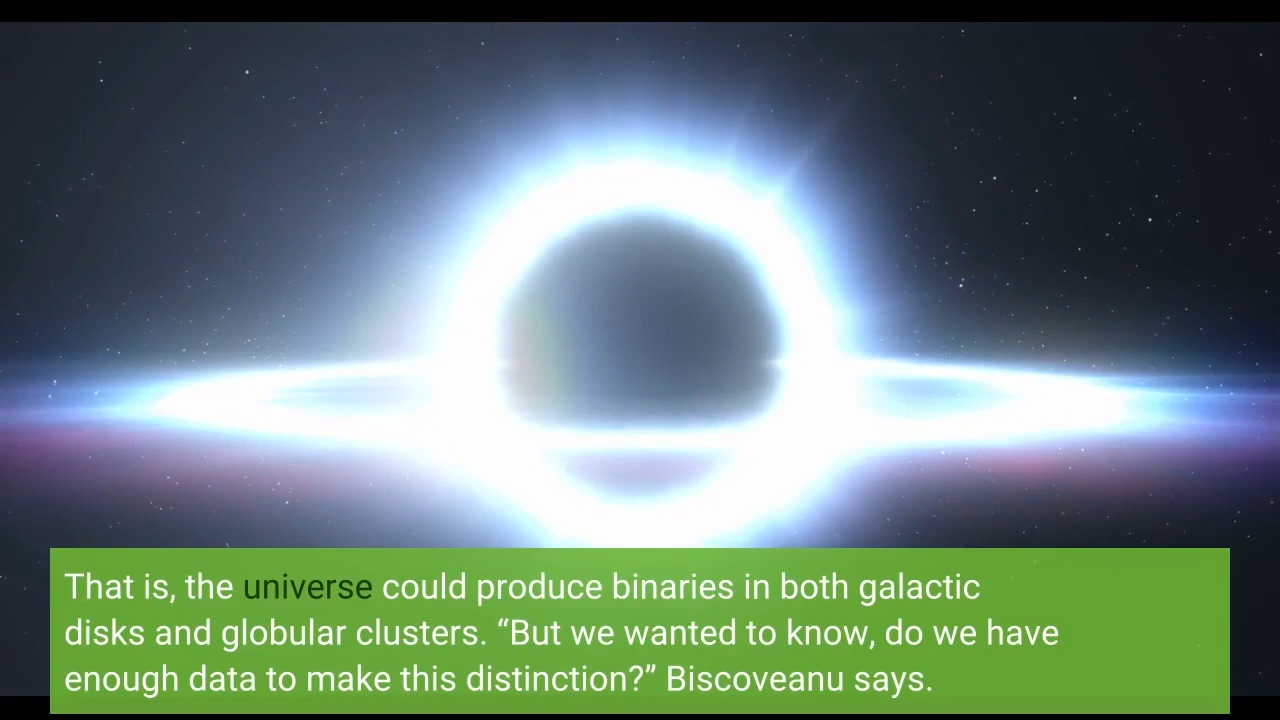 That is, the universe could produce binaries in both galactic
disks and globular clusters. “But we wanted to know, do we have
enough data to make this distinction?” Biscoveanu says.